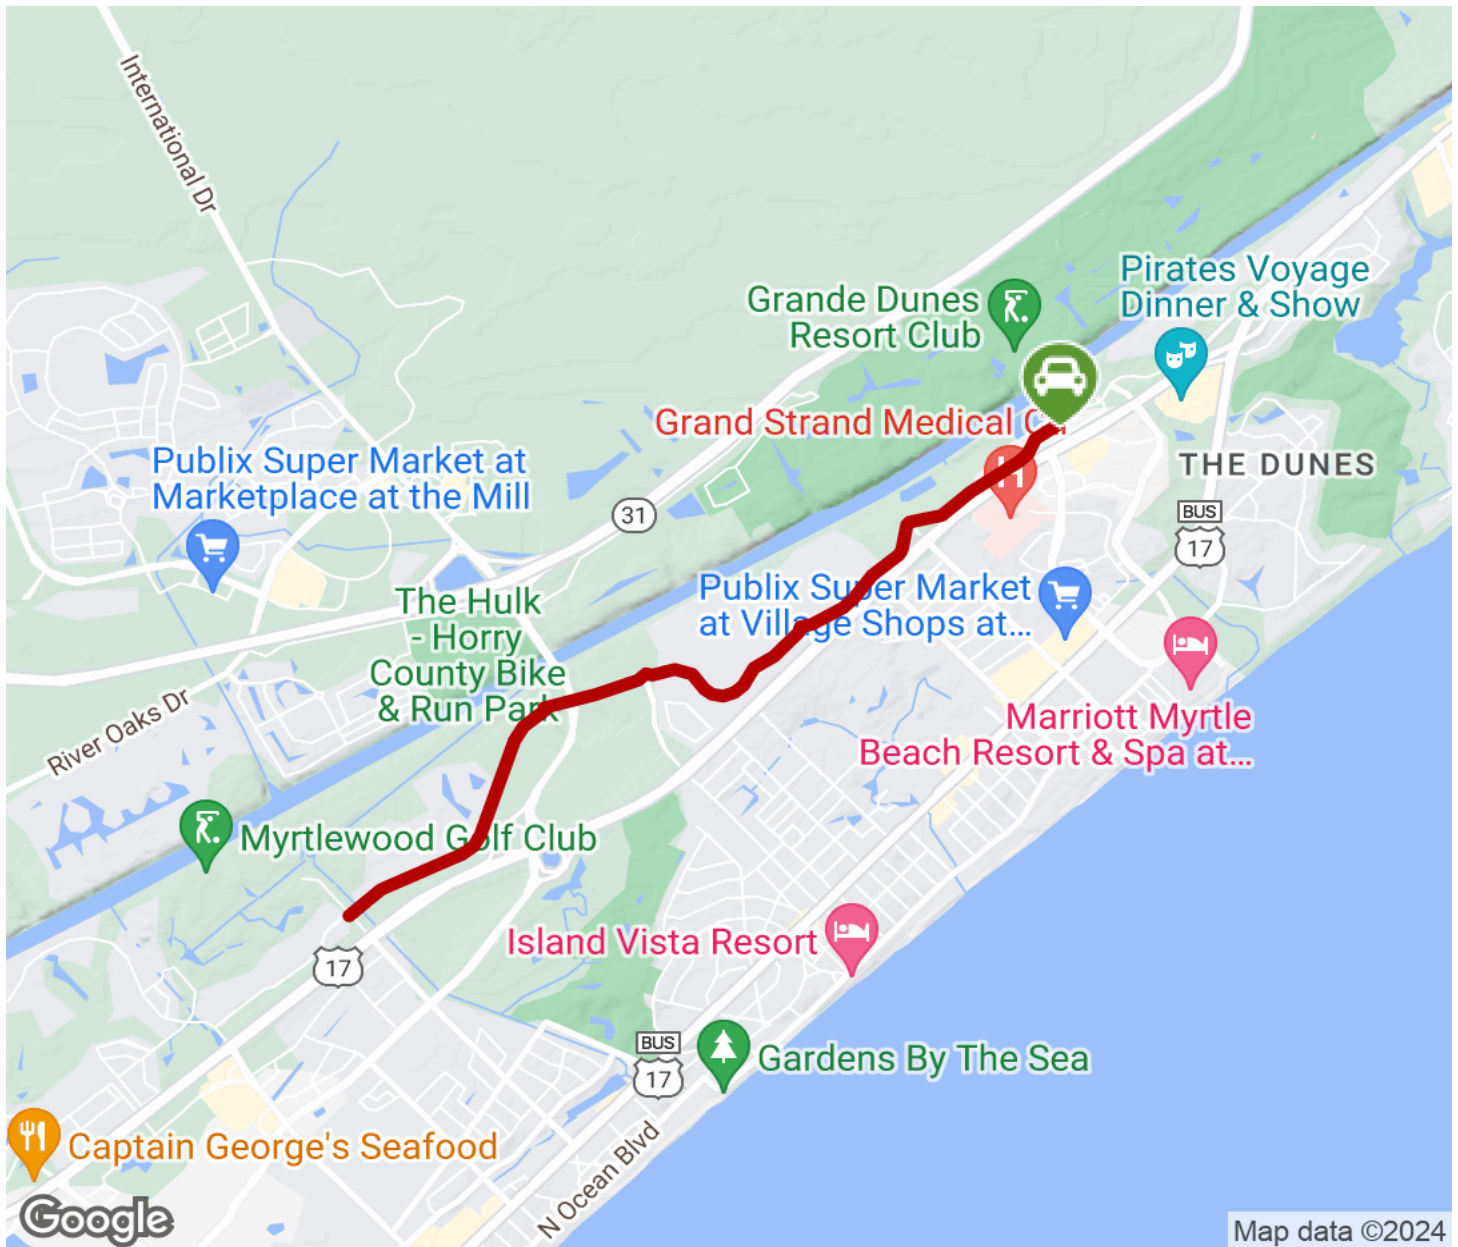 International Dr
Pirates Voyage
Dinner & Show
Grande Dunes
Resort Club
Grand Strand Medical
THE DUNES
Publix Super Market at
Marketplace at the Mill
31
BUS
17
The Hulk
- Horry
County Bike
& Run Park
Publix Super Market
at Village Shops at...
River Oaks Dr
Marriott Myrtle
Beach Resort & Spa at...
Myrtlewood Golf Club
Island Vista Resort
17
BUS
17
Gardens By The Sea
Captain George's Seafood
N Ocean Blvd
Google
Map data ©2024
H